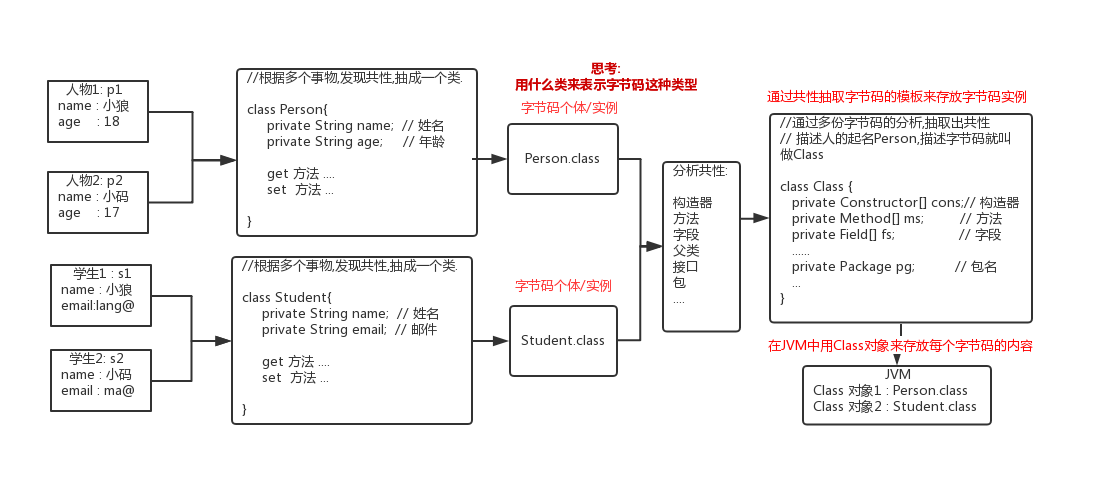 人物1: p1
name : 小狼
age : 18
人物2: p2
name : 小码
age : 17
学生1 : s1
name : 小狼
email:lang@
学生2: s2
name : 小码
email : ma@
//根据多个事物,发现共性,抽成一个类.
class Person{
private String name; // 姓名
private String age; // 年龄
get 方法 ....
set 方法 ...
}
//根据多个事物,发现共性,抽成一个类.
class Student{
private String name; // 姓名
private String email; // 邮件
get 方法 ....
set 方法 ...
}
思考:
用什么类来表示字节码这种类型
字节码个体/实例
Person.class
字节码个体/实例
Student.class
分析共性:
构造器
方法
字段
父类
接口
包
....
通过共性抽取字节码的模板来存放字节码实例
//通过多份字节码的分析,抽取出共性
// 描述人的起名Person,描述字节码就叫
做Class
class Class {
private Constructor[] cons;// 构造器
private Method[] ms; // 方法
private Field[] fs; // 字段
......
private Package pg; // 包名
...
}
在JVM中用Class对象来存放每个字节码的内容
JVM
Class 对象1 : Person.class
Class 对象2 : Student.class